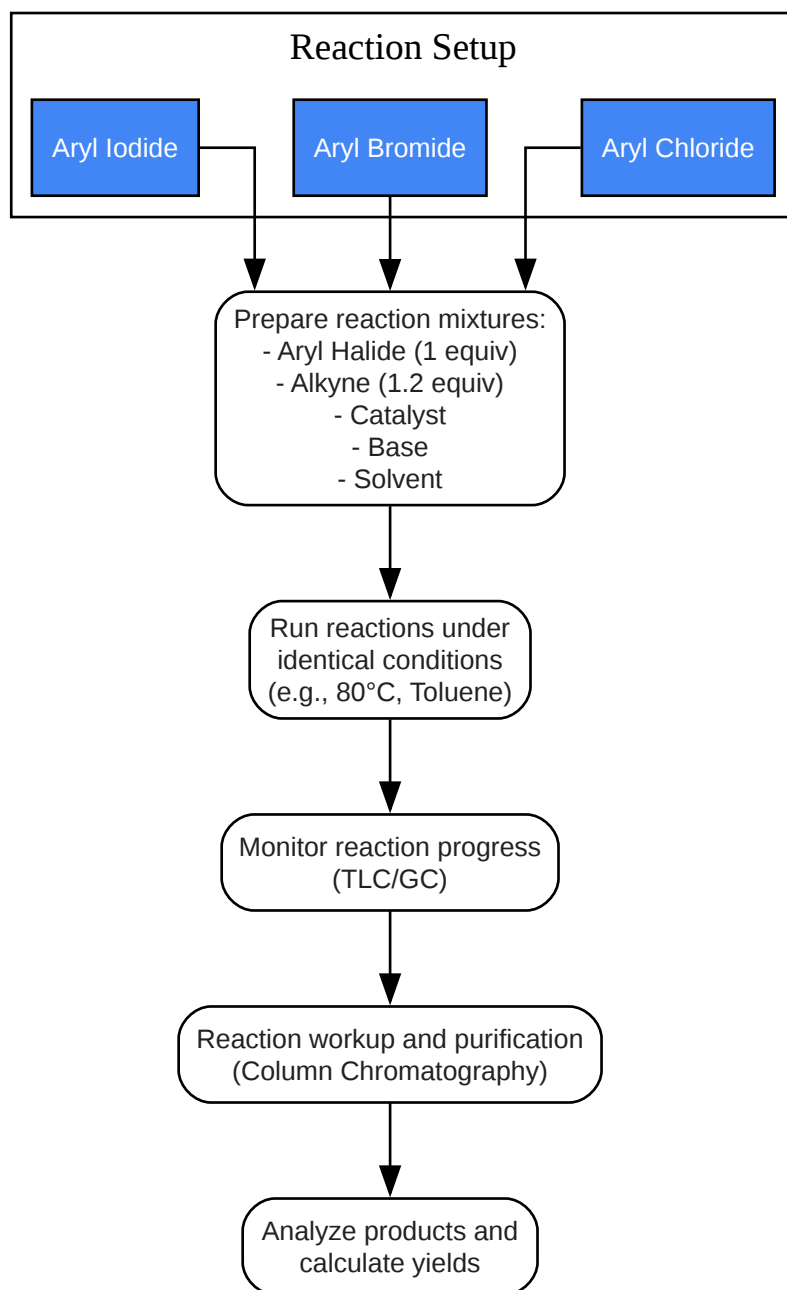 Reaction Setup
Aryl Iodide
Aryl Bromide
Aryl Chloride
Prepare reaction mixtures:
- Aryl Halide (1 equiv)
- Alkyne (1.2 equiv)
- Catalyst
- Base
- Solvent
Run reactions under
identical conditions
(e.g., 80°C, Toluene)
Monitor reaction progress
(TLC/GC)
Reaction workup and purification
(Column Chromatography)
Analyze products and
calculate yields